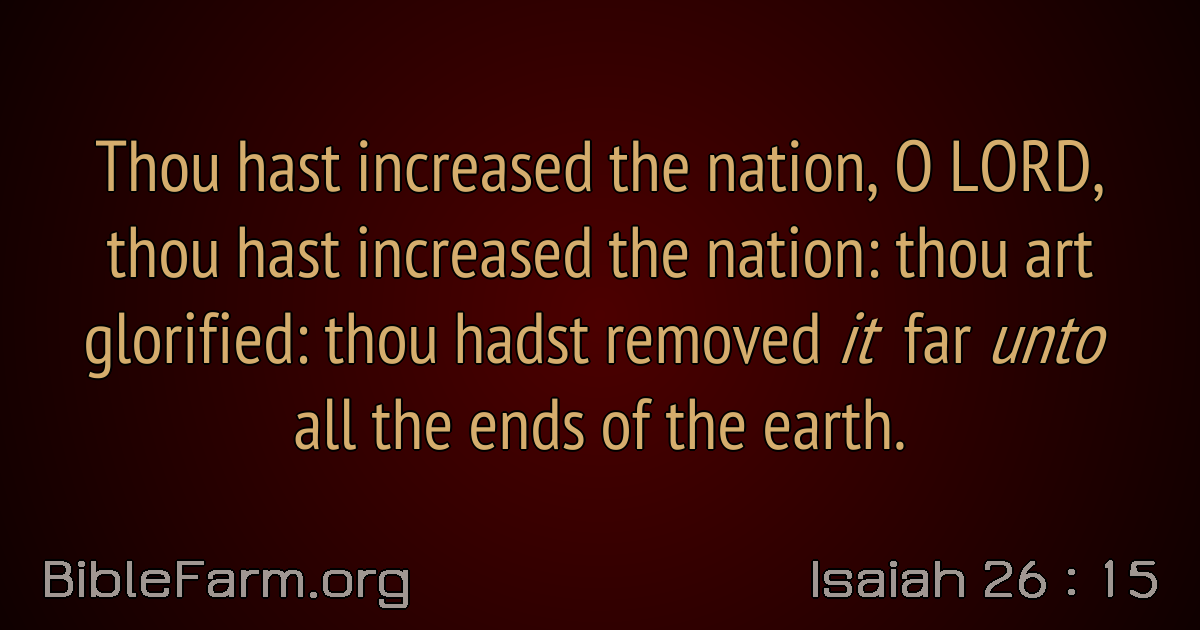 Thou hast increased the nation, O LORD,
thou hast increased the nation: thou art
glorified: thou hadst removed it far unto
all the ends of the earth.
BibleFarm.org
Isaiah 26 : 15